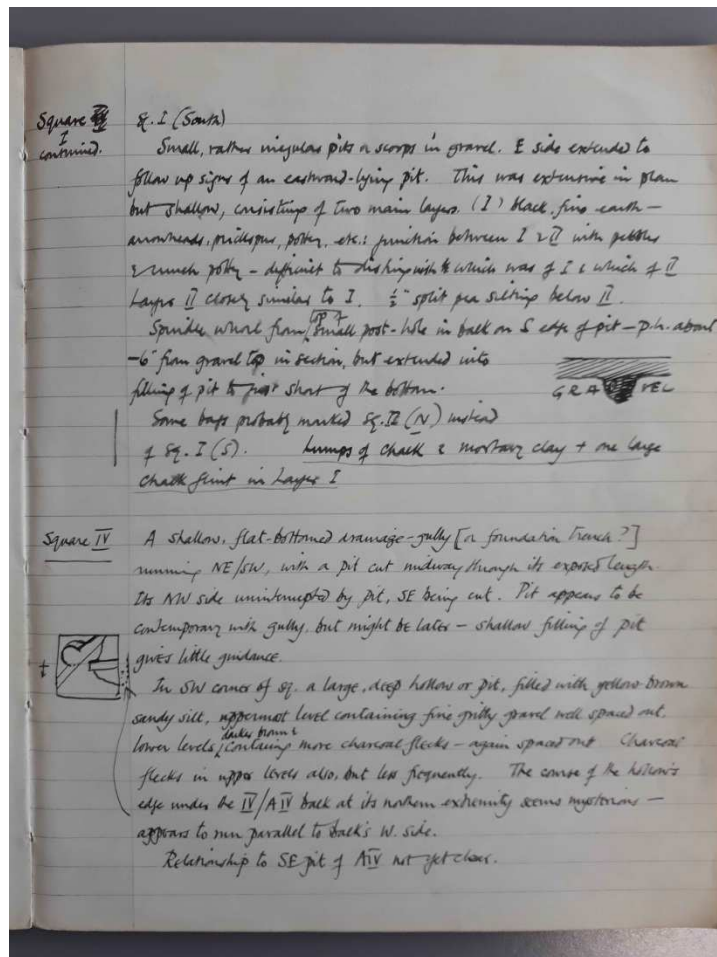 Square
I
continued.
Sq. I (South)
Small, rather irregular pits or scoops in gravel. E side extended to
follow up signs of an eastward-lying pit. This was extensive in plan
but shallow, consisting of two main layers. (I) black, fine earth —
arrowheads, potty, etc.: junction between I & II with pebbles
& much potty – difficult to distinguish which was of I & which of II
Layer II closely similar to I. ½" split pea silting below II.
Spindle whorl from top of small post-hole in baulk on S edge of pit – p.h. about
-6" from gravel top in section, but extended into
filling of pit to just short of the bottom.
GRAVEL
Some bags probably marked Sq. II (N) instead
of Sq. I (S). Lumps of chalk & mortary clay + one large
chalk flint in Layer I
Square IV
A shallow, flat-bottomed drainage-gully [or foundation trench?]
running NE/SW, with a pit cut midway through its exposed length
Its NW side uninterrupted by pit, SE being cut. Pit appears to be
contemporary with gully, but might be later – shallow filling of pit
gives little guidance.
In SW corner of sq. a large, deep hollow or pit, filled with yellow-brown
sandy silt, uppermost level containing fine gritty gravel well spaced out,
lower levels darker brown & containing more charcoal flecks – again spaced out Charcoal
flecks in upper levels also, but less frequently. The course of the hollow's
edge under the IV/AIV baulk at its northern extremity seems mysterious —
appears to run parallel to baulk's W. side.
Relationship to SE pit of AIV not yet clear.